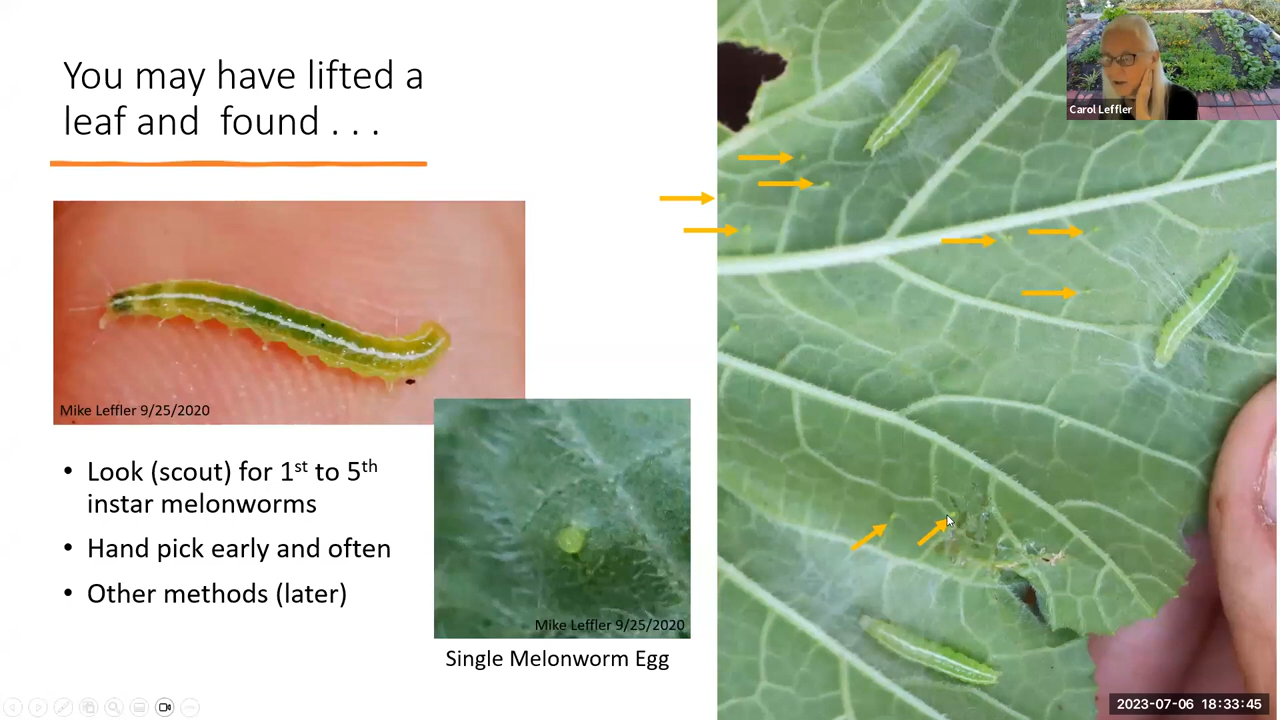 You may have lifted a
leaf and found . . .
Carol Leffler
Mike Leffler 9/25/2020
• Look (scout) for 1st to 5th
instar melonworms
• Hand pick early and often
• Other methods (later)
Mike Leffler 9/25/2020
Single Melonworm Egg
2023-07-06 18:33:45